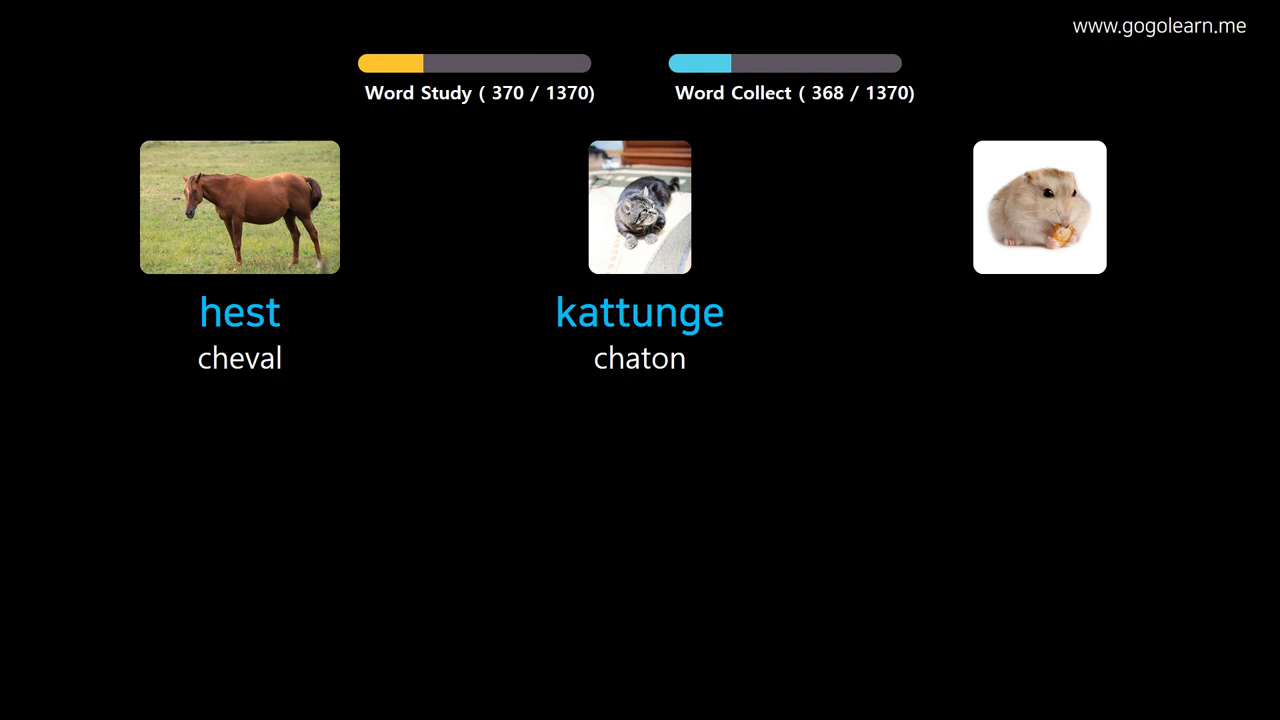 www.gogolearn.me
Word Study ( 370 / 1370)
Word Collect ( 368 / 1370)
hest
kattunge
cheval
chaton